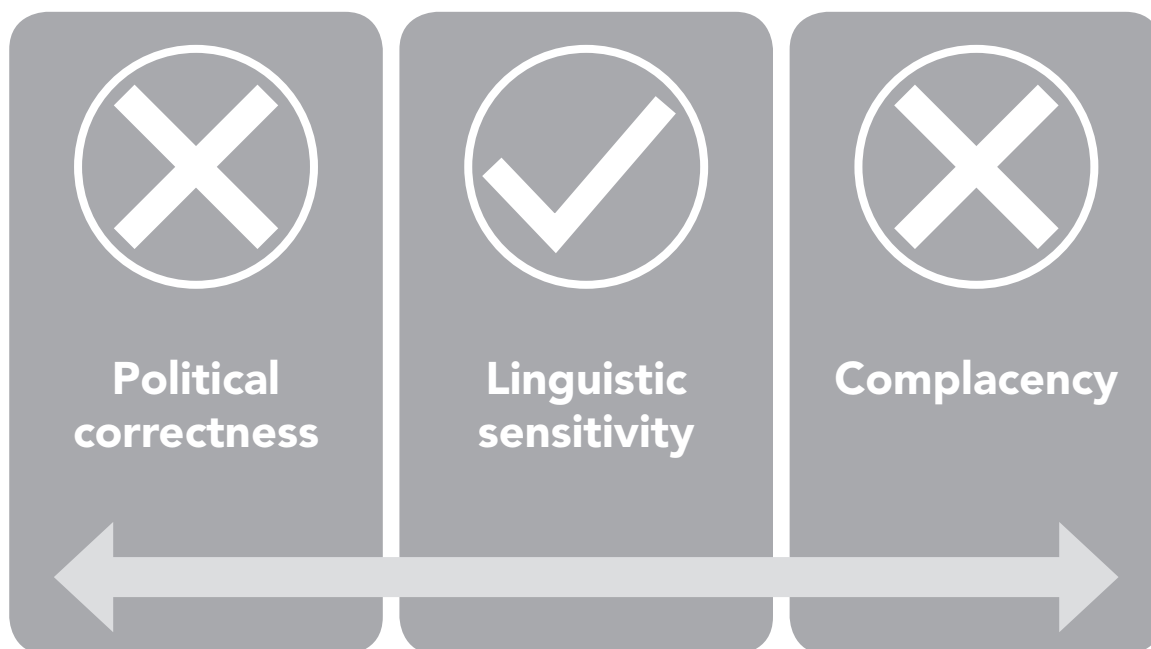 Political
correctness
Linguistic
sensitivity
Complacency